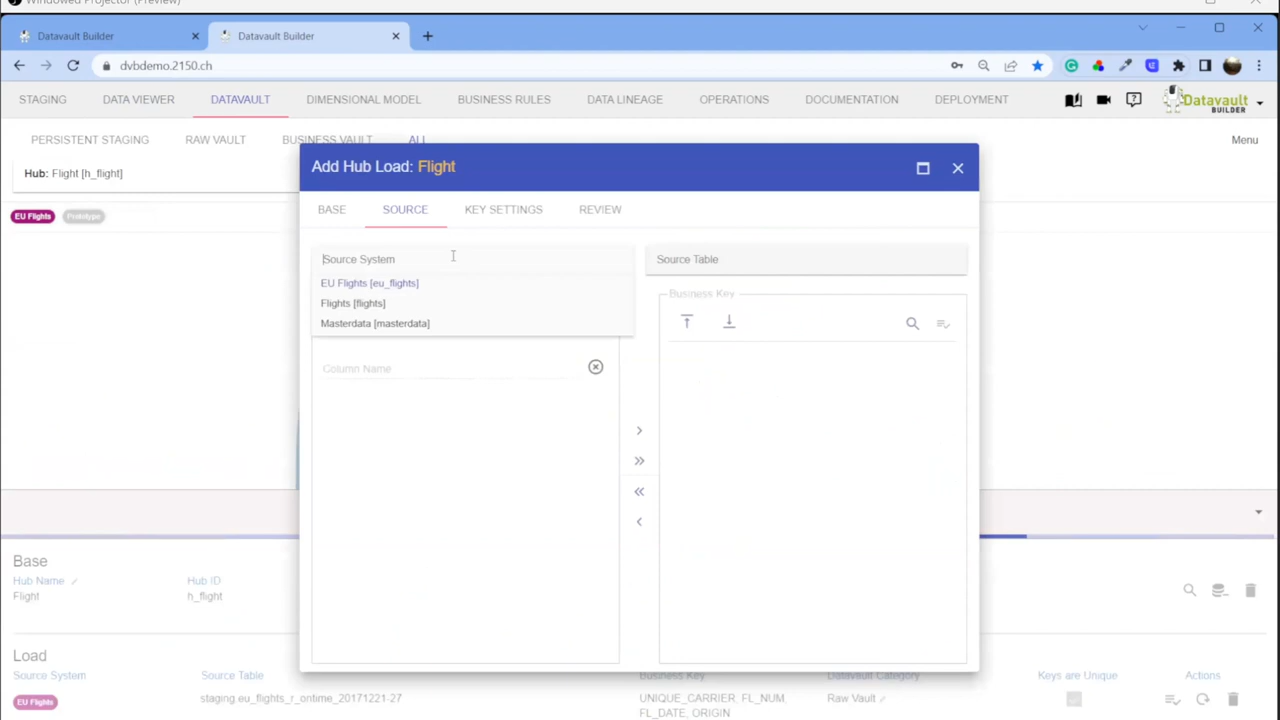 Windowed Projector (Preview)
Datavault Builder
Datavault Builder
dvbdemo.2150.ch
STAGING DATA VIEWER DATAVAULT DIMENSIONAL MODEL BUSINESS RULES DATA LINEAGE OPERATIONS DOCUMENTATION DEPLOYMENT
Datavault
BUILDER
PERSISTENT STAGING RAW VAULT BUSINESS VAULT ALL Menu
Hub: Flight [h_flight]
EU Flights Prototype
Add Hub Load: Flight
BASE SOURCE KEY SETTINGS REVIEW
Source System Source Table
EU Flights [eu_flights]
Flights [flights]
Masterdata [masterdata]
Business Key
Column Name
Base
Hub Name Hub ID
Flight h_flight
Load
Source System Source Table Business Key Datavault Category Keys are Unique Actions
EU Flights staging.eu_flights_r_ontime_20171221-27 UNIQUE_CARRIER, FL_NUM, Raw Vault
FL_DATE, ORIGIN